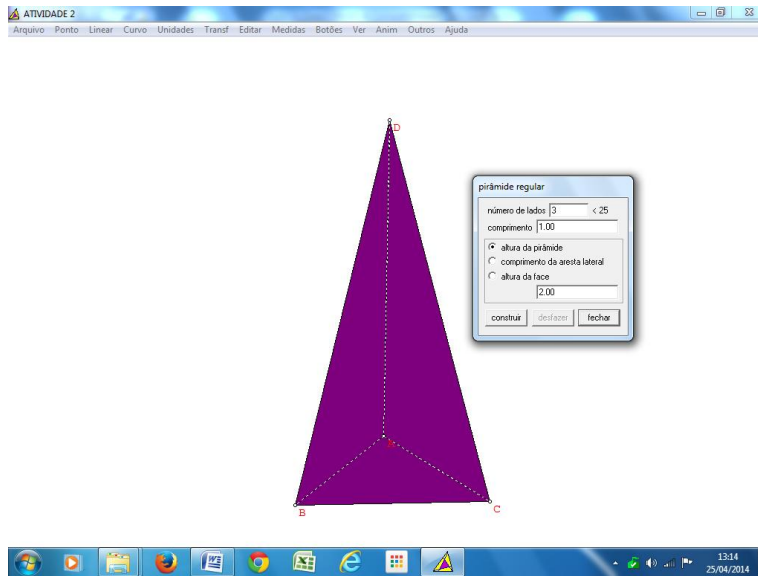 ATIVIDADE 2
Arquivo Ponto Linear Curvo Unidades Transf Editar Medidas Botões Ver Anim Outros Ajuda
D
pirâmide regular
número de lados 3 < 25
comprimento 1.00
altura da pirâmide
comprimento da aresta lateral
altura da face
2.00
construir desfazer fechar
B
C
13:14
25/04/2014